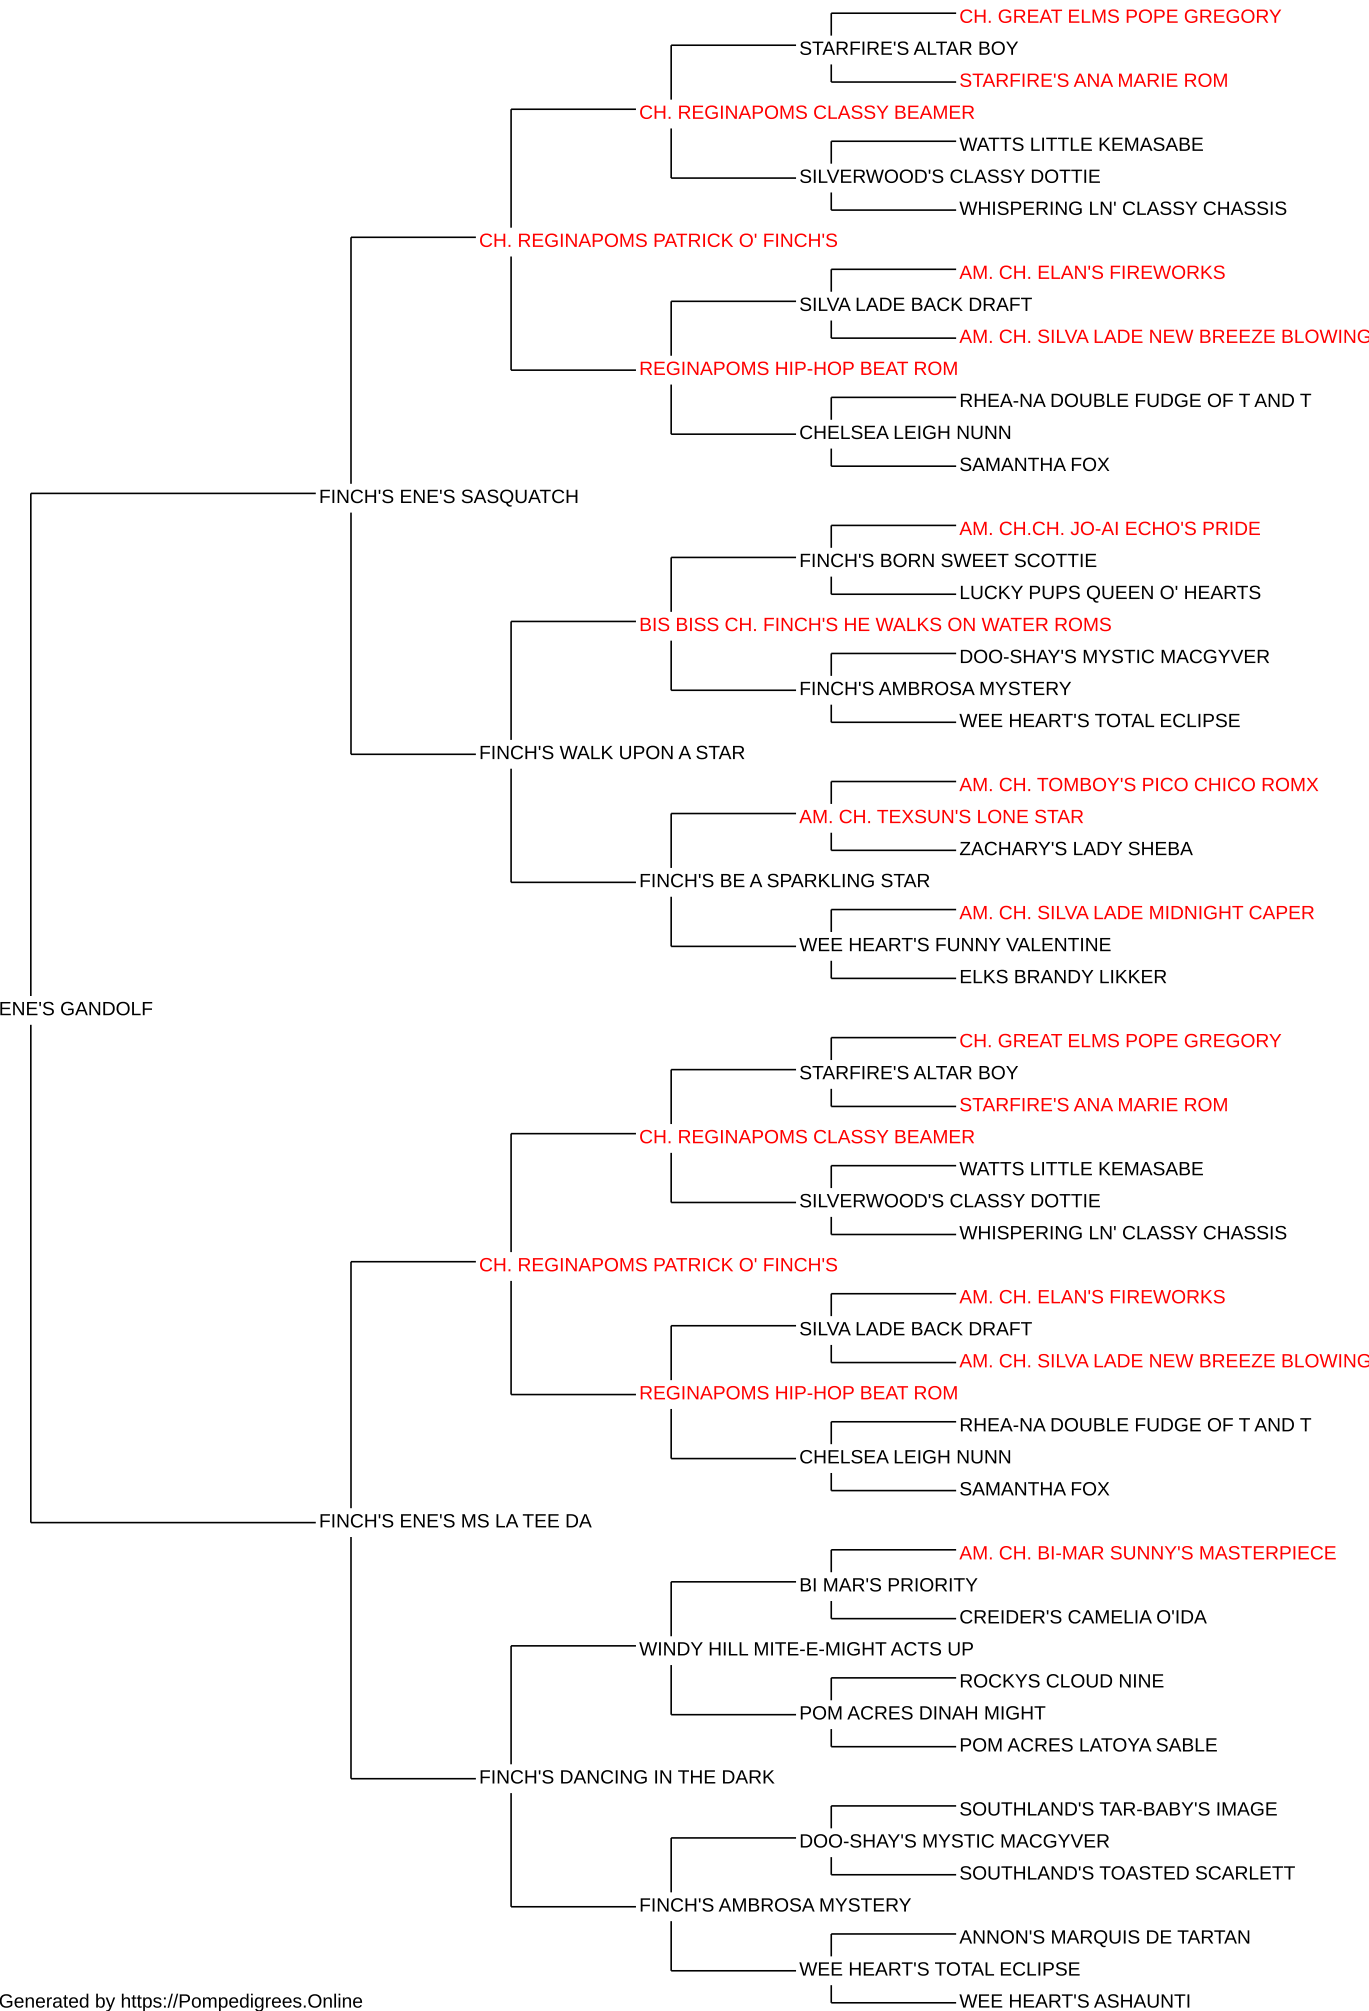 CH. GREAT ELMS POPE GREGORY
STARFIRE'S ALTAR BOY
STARFIRE'S ANA MARIE ROM
CH. REGINAPOMS CLASSY BEAMER
WATTS LITTLE KEMASABE
SILVERWOOD'S CLASSY DOTTIE
WHISPERING LN' CLASSY CHASSIS
CH. REGINAPOMS PATRICK O' FINCH'S
AM. CH. ELAN'S FIREWORKS
SILVA LADE BACK DRAFT
AM. CH. SILVA LADE NEW BREEZE BLOWING
REGINAPOMS HIP-HOP BEAT ROM
RHEA-NA DOUBLE FUDGE OF T AND T
CHELSEA LEIGH NUNN
SAMANTHA FOX
FINCH'S ENE'S SASQUATCH
AM. CH.CH. JO-AI ECHO'S PRIDE
FINCH'S BORN SWEET SCOTTIE
LUCKY PUPS QUEEN O' HEARTS
BIS BISS CH. FINCH'S HE WALKS ON WATER ROMS
DOO-SHAY'S MYSTIC MACGYVER
FINCH'S AMBROSA MYSTERY
WEE HEART'S TOTAL ECLIPSE
FINCH'S WALK UPON A STAR
AM. CH. TOMBOY'S PICO CHICO ROMX
AM. CH. TEXSUN'S LONE STAR
ZACHARY'S LADY SHEBA
FINCH'S BE A SPARKLING STAR
AM. CH. SILVA LADE MIDNIGHT CAPER
WEE HEART'S FUNNY VALENTINE
ELKS BRANDY LIKKER
ENE'S GANDOLF
CH. GREAT ELMS POPE GREGORY
STARFIRE'S ALTAR BOY
STARFIRE'S ANA MARIE ROM
CH. REGINAPOMS CLASSY BEAMER
WATTS LITTLE KEMASABE
SILVERWOOD'S CLASSY DOTTIE
WHISPERING LN' CLASSY CHASSIS
CH. REGINAPOMS PATRICK O' FINCH'S
AM. CH. ELAN'S FIREWORKS
SILVA LADE BACK DRAFT
AM. CH. SILVA LADE NEW BREEZE BLOWING
REGINAPOMS HIP-HOP BEAT ROM
RHEA-NA DOUBLE FUDGE OF T AND T
CHELSEA LEIGH NUNN
SAMANTHA FOX
FINCH'S ENE'S MS LA TEE DA
AM. CH. BI-MAR SUNNY'S MASTERPIECE
BI MAR'S PRIORITY
CREIDER'S CAMELIA O'IDA
WINDY HILL MITE-E-MIGHT ACTS UP
ROCKYS CLOUD NINE
POM ACRES DINAH MIGHT
POM ACRES LATOYA SABLE
FINCH'S DANCING IN THE DARK
SOUTHLAND'S TAR-BABY'S IMAGE
DOO-SHAY'S MYSTIC MACGYVER
SOUTHLAND'S TOASTED SCARLETT
FINCH'S AMBROSA MYSTERY
ANNON'S MARQUIS DE TARTAN
WEE HEART'S TOTAL ECLIPSE
WEE HEART'S ASHAUNTI
Generated by https://Pompedigrees.Online